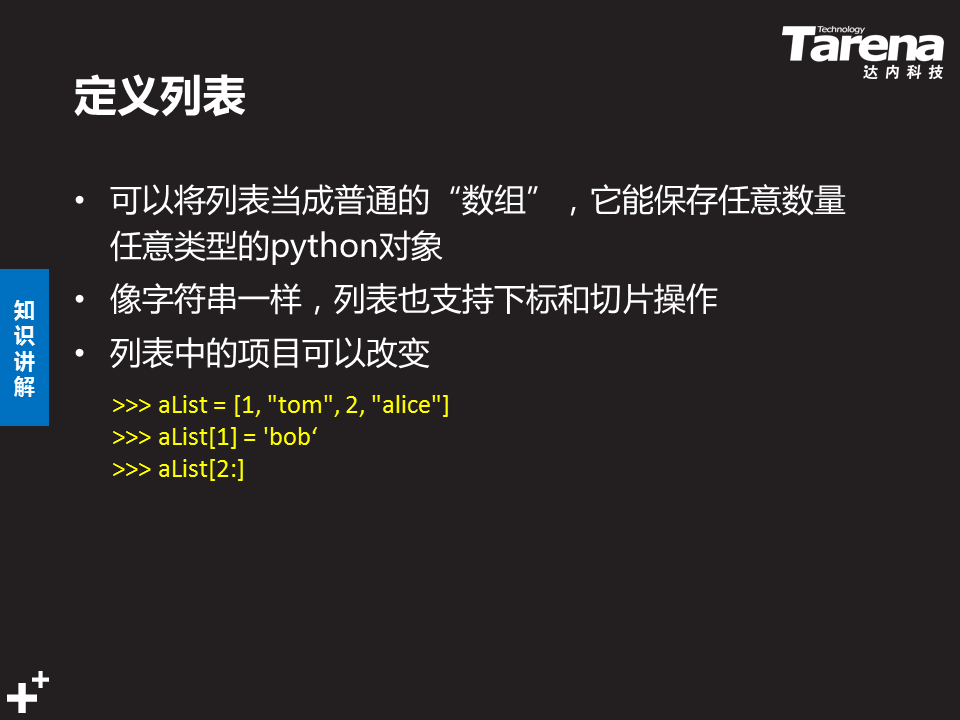 Technology
Tarena
达内科技
定义列表
• 可以将列表当成普通的“数组”，它能保存任意数量
任意类型的python对象
• 像字符串一样，列表也支持下标和切片操作
• 列表中的项目可以改变
>>> aList = [1, "tom", 2, "alice"]
>>> aList[1] = 'bob‘
>>> aList[2:]
知
识
讲
解